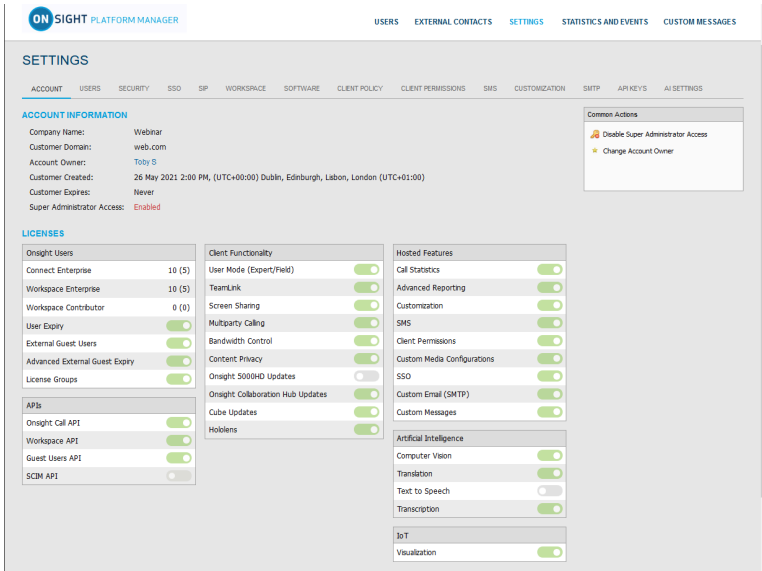 ONSIGHT PLATFORM MANAGER
USERS EXTERNAL CONTACTS SETTINGS STATISTICS AND EVENTS CUSTOM MESSAGES
SETTINGS
ACCOUNT USERS SECURITY SSO SIP WORKSPACE SOFTWARE CLIENT POLICY CLIENT PERMISSIONS SMS CUSTOMIZATION SMTP API KEYS AI SETTINGS
ACCOUNT INFORMATION
Company Name: Webinar
Customer Domain: web.com
Account Owner: Toby S
Customer Created: 26 May 2021 2:00 PM, (UTC+00:00) Dublin, Edinburgh, Lisbon, London (UTC+01:00)
Customer Expires: Never
Super Administrator Access: Enabled
Common Actions
Disable Super Administrator Access
Change Account Owner
LICENSES
Onsight Users
Connect Enterprise 10 (5)
Workspace Enterprise 10 (5)
Workspace Contributor 0 (0)
User Expiry
External Guest Users
Advanced External Guest Expiry
License Groups
APIs
Onsight Call API
Workspace API
Guest Users API
SCIM API
Client Functionality
User Mode (Expert/Field)
TeamLink
Screen Sharing
Multiparty Calling
Bandwidth Control
Content Privacy
Onsight 5000HD Updates
Onsight Collaboration Hub Updates
Cube Updates
Hololens
Hosted Features
Call Statistics
Advanced Reporting
Customization
SMS
Client Permissions
Custom Media Configurations
SSO
Custom Email (SMTP)
Custom Messages
Artificial Intelligence
Computer Vision
Translation
Text to Speech
Transcription
IoT
Visualization